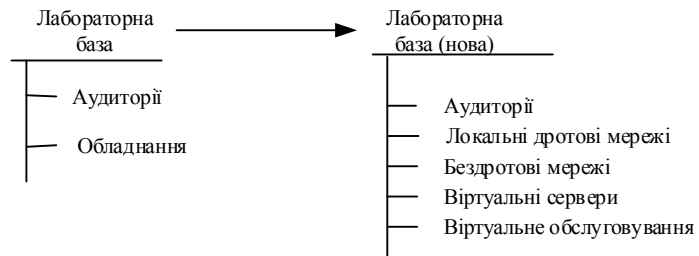 Лабораторна
база
Аудиторії
Обладнання
Лабораторна
база (нова)
Аудиторії
Локальні дротові мережі
Бездротові мережі
Віртуальні сервери
Віртуальне обслуговування